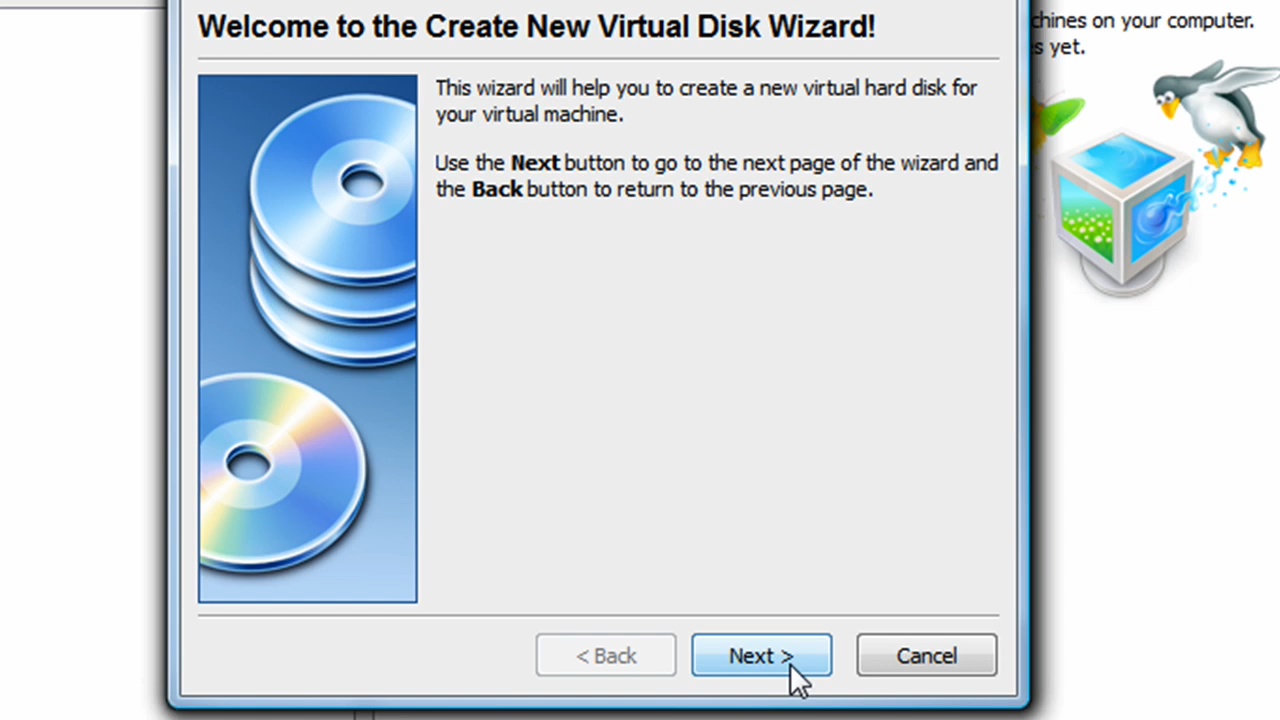 Welcome to the Create New Virtual Disk Wizard!
This wizard will help you to create a new virtual hard disk for
your virtual machine.
Use the Next button to go to the next page of the wizard and
the Back button to return to the previous page.
chines on your computer.
s yet.
< Back
Next >
Cancel